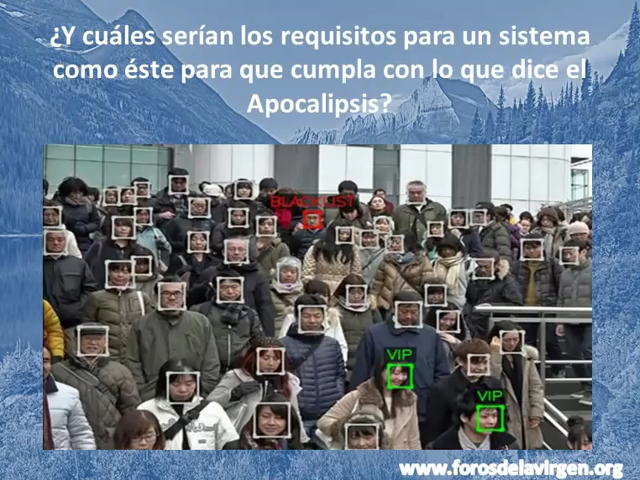 ¿Y cuáles serían los requisitos para un sistema
como éste para que cumpla con lo que dice el
Apocalipsis?
BLACKLIST
VIP
VIP
www.forosdelavirgen.org